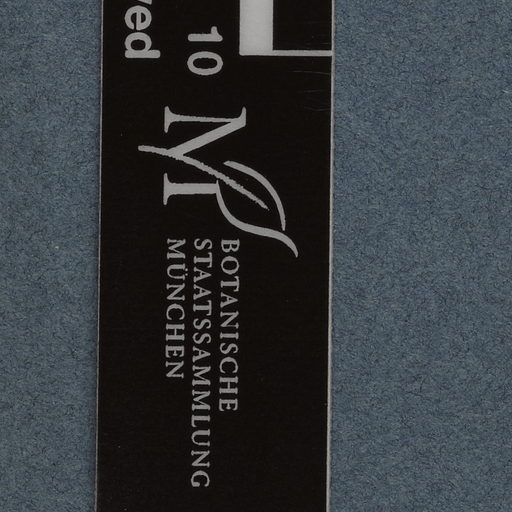 10
ved
BOTANISCHE
STAATSSAMMLUNG
MÜNCHEN